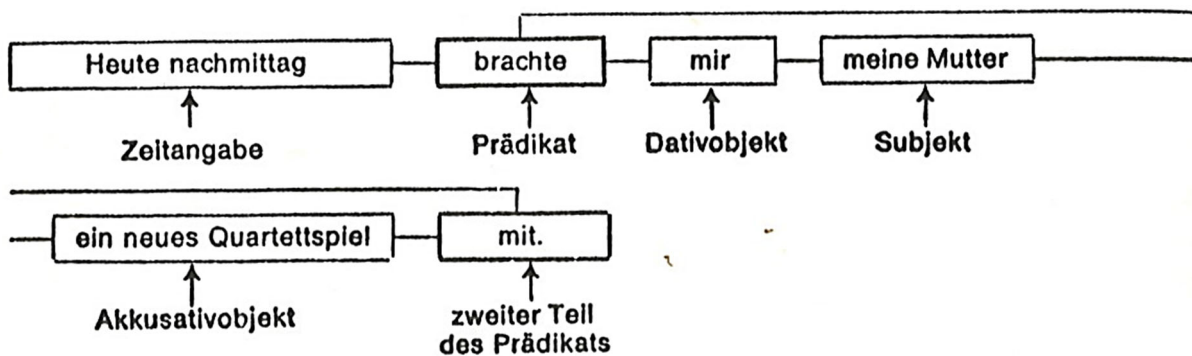 Heute nachmittag brachte mir meine Mutter
Zeitangabe Prädikat Dativobjekt Subjekt
ein neues Quartettspiel mit.
Akkusativobjekt zweiter Teil
des Prädikats